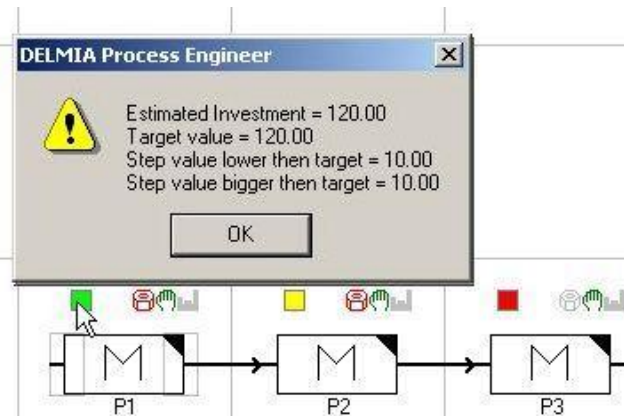 DELMIA Process Engineer
Estimated Investment = 120.00
Target value = 120.00
Step value lower then target = 10.00
Step value bigger then target = 10.00
OK
M M M
P1 P2 P3